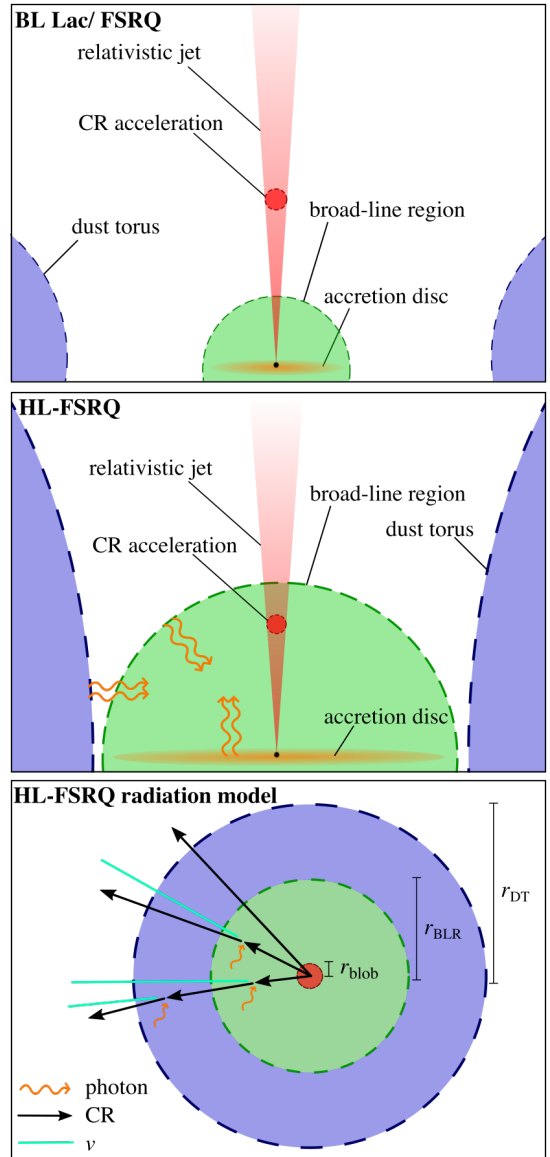 BL Lac/ FSRQ
relativistic jet
CR acceleration
broad-line region
dust torus
accretion disc
HL-FSRQ
relativistic jet
broad-line region
dust torus
CR acceleration
accretion disc
HL-FSRQ radiation model
r_DT
r_BLR
r_blob
photon
CR
ν